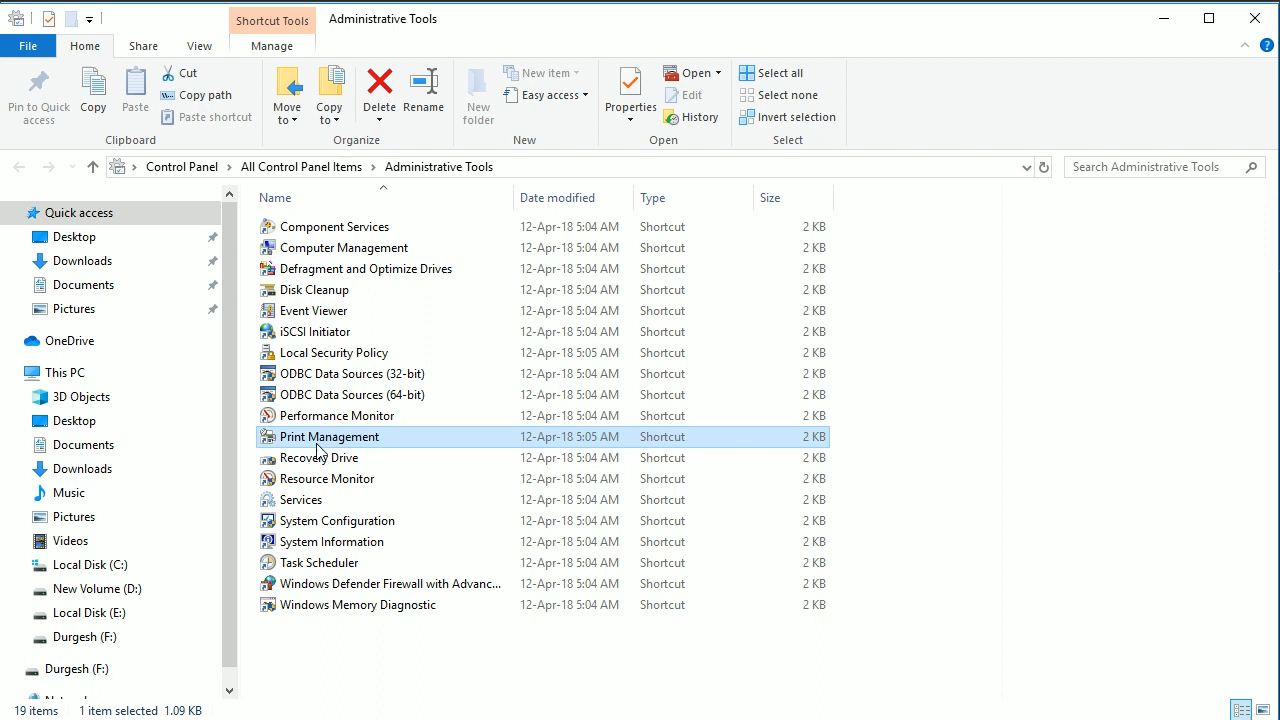 Shortcut Tools Administrative Tools
File Home Share View Manage
Pin to Quick access
Copy
Paste
Cut
Copy path
Paste shortcut
Clipboard
Move to
Copy to
Delete
Rename
Organize
New folder
New item
Easy access
New
Properties
Open
Edit
History
Open
Select all
Select none
Invert selection
Select
Control Panel All Control Panel Items Administrative Tools Search Administrative Tools
Quick access
Desktop
Downloads
Documents
Pictures
OneDrive
This PC
3D Objects
Desktop
Documents
Downloads
Music
Pictures
Videos
Local Disk (C:)
New Volume (D:)
Local Disk (E:)
Durgesh (F:)
Durgesh (F:)
Name Date modified Type Size
Component Services 12-Apr-18 5:04 AM Shortcut 2 KB
Computer Management 12-Apr-18 5:04 AM Shortcut 2 KB
Defragment and Optimize Drives 12-Apr-18 5:04 AM Shortcut 2 KB
Disk Cleanup 12-Apr-18 5:04 AM Shortcut 2 KB
Event Viewer 12-Apr-18 5:04 AM Shortcut 2 KB
iSCSI Initiator 12-Apr-18 5:04 AM Shortcut 2 KB
Local Security Policy 12-Apr-18 5:05 AM Shortcut 2 KB
ODBC Data Sources (32-bit) 12-Apr-18 5:04 AM Shortcut 2 KB
ODBC Data Sources (64-bit) 12-Apr-18 5:04 AM Shortcut 2 KB
Performance Monitor 12-Apr-18 5:04 AM Shortcut 2 KB
Print Management 12-Apr-18 5:05 AM Shortcut 2 KB
Recovery Drive 12-Apr-18 5:04 AM Shortcut 2 KB
Resource Monitor 12-Apr-18 5:04 AM Shortcut 2 KB
Services 12-Apr-18 5:04 AM Shortcut 2 KB
System Configuration 12-Apr-18 5:04 AM Shortcut 2 KB
System Information 12-Apr-18 5:04 AM Shortcut 2 KB
Task Scheduler 12-Apr-18 5:04 AM Shortcut 2 KB
Windows Defender Firewall with Advanc... 12-Apr-18 5:04 AM Shortcut 2 KB
Windows Memory Diagnostic 12-Apr-18 5:04 AM Shortcut 2 KB
19 items 1 item selected 1.09 KB